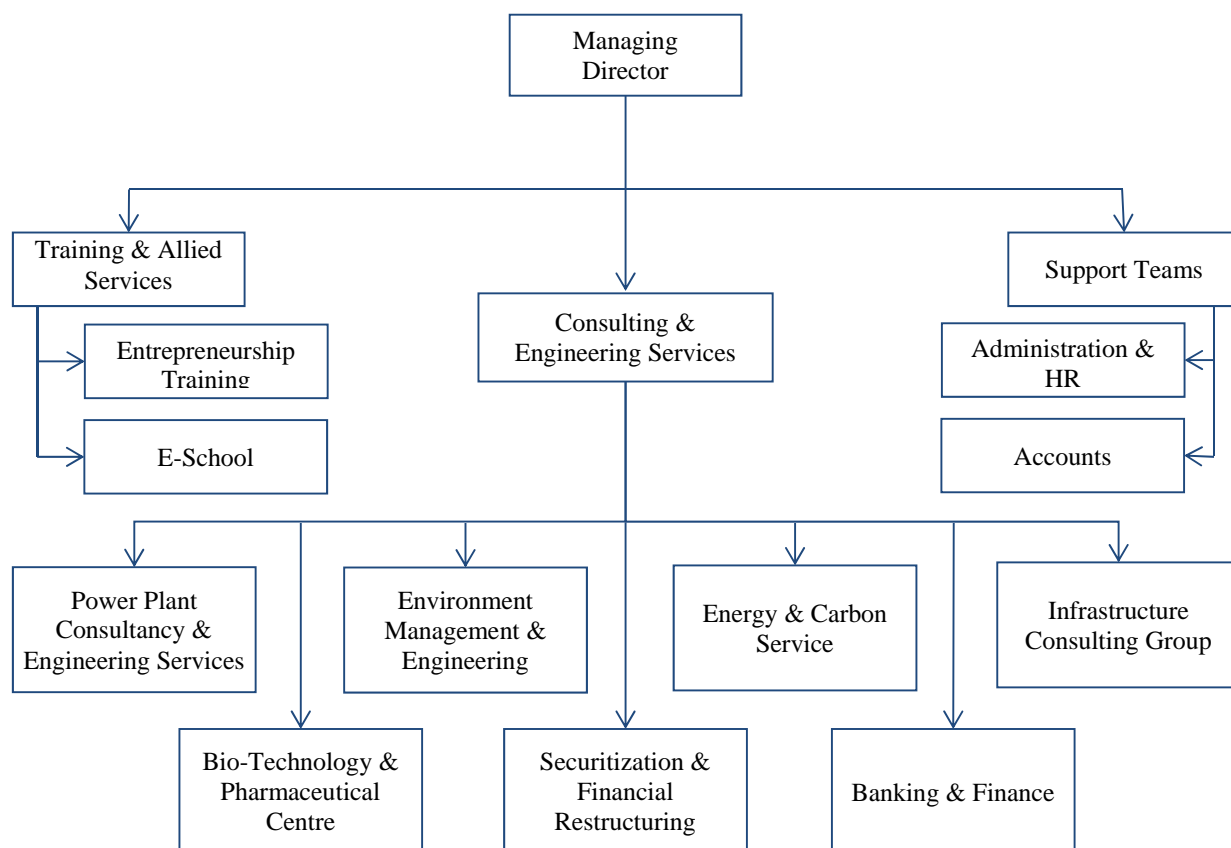 Managing
Director
Training & Allied
Services
Support Teams
Consulting &
Engineering Services
Entrepreneurship
Training
Administration &
HR
E-School
Accounts
Power Plant
Consultancy &
Engineering Services
Environment
Management &
Engineering
Energy & Carbon
Service
Infrastructure
Consulting Group
Bio-Technology &
Pharmaceutical
Centre
Securitization &
Financial
Restructuring
Banking & Finance